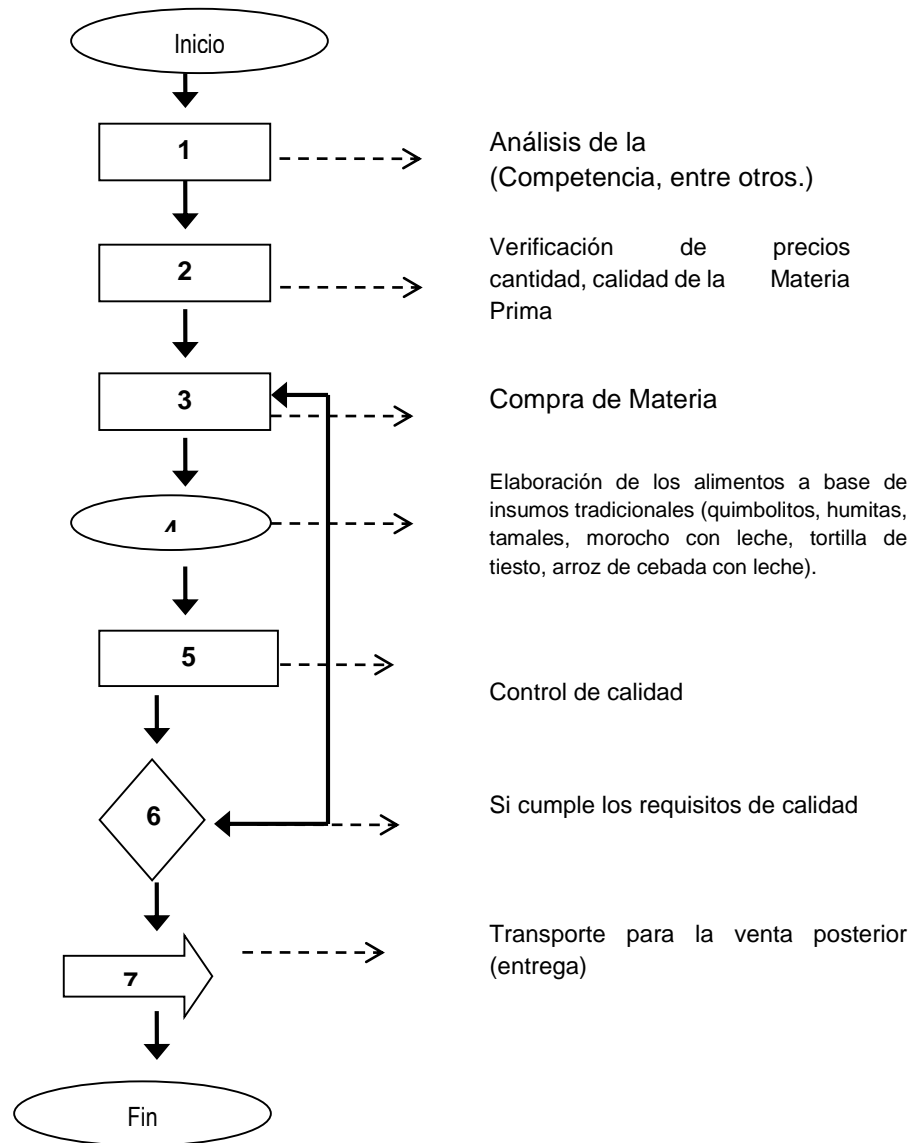 Inicio
1
Análisis de la
(Competencia, entre otros.)
2
Verificación de precios
cantidad, calidad de la Materia
Prima
3
Compra de Materia
4
Elaboración de los alimentos a base de
insumos tradicionales (quimbolitos, humitas,
tamales, morocho con leche, tortilla de
tiesto, arroz de cebada con leche).
5
Control de calidad
6
Si cumple los requisitos de calidad
7
Transporte para la venta posterior
(entrega)
Fin